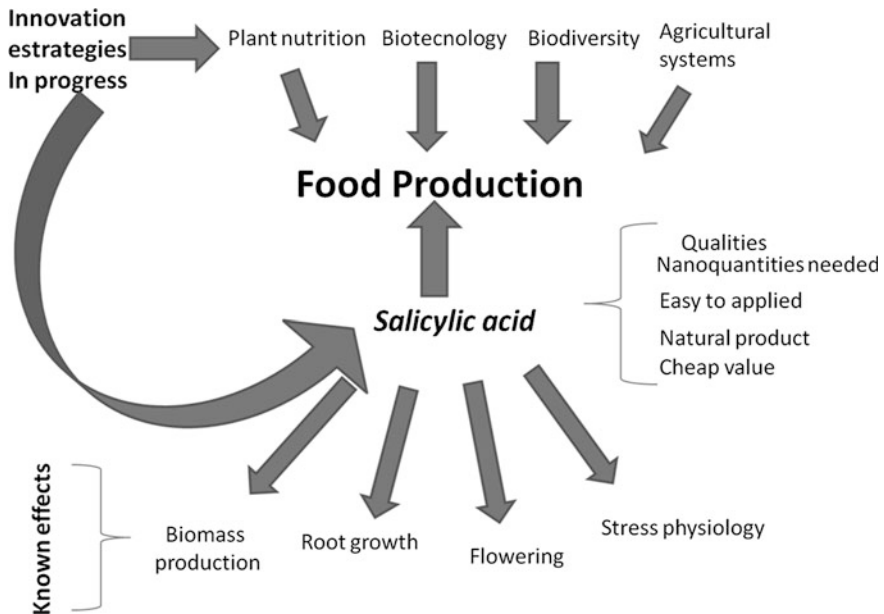 Innovation
estrategies
In progress
Plant nutrition
Biotecnology
Biodiversity
Agricultural
systems
Food Production
Qualities
Nanoquantities needed
Easy to applied
Natural product
Cheap value
Salicylic acid
Known effects
Biomass
production
Root growth
Flowering
Stress physiology